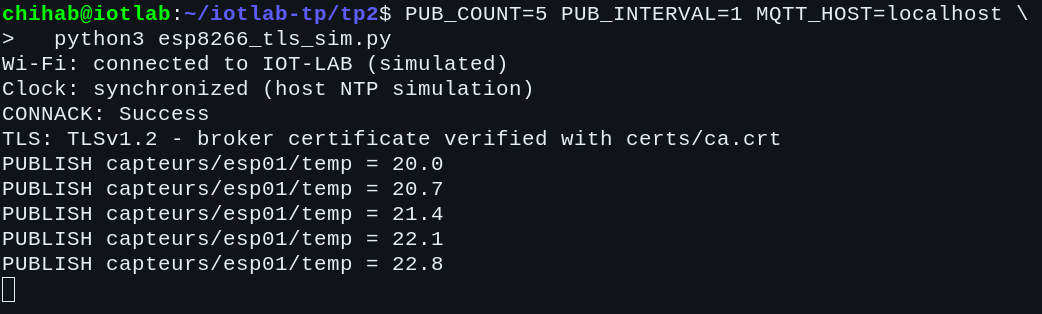 chihab@iotlab:~/iotlab-tp/tp2$ PUB_COUNT=5 PUB_INTERVAL=1 MQTT_HOST=localhost \
>   python3 esp8266_tls_sim.py
Wi-Fi: connected to IOT-LAB (simulated)
Clock: synchronized (host NTP simulation)
CONNACK: Success
TLS: TLSv1.2 - broker certificate verified with certs/ca.crt
PUBLISH capteurs/esp01/temp = 20.0
PUBLISH capteurs/esp01/temp = 20.7
PUBLISH capteurs/esp01/temp = 21.4
PUBLISH capteurs/esp01/temp = 22.1
PUBLISH capteurs/esp01/temp = 22.8